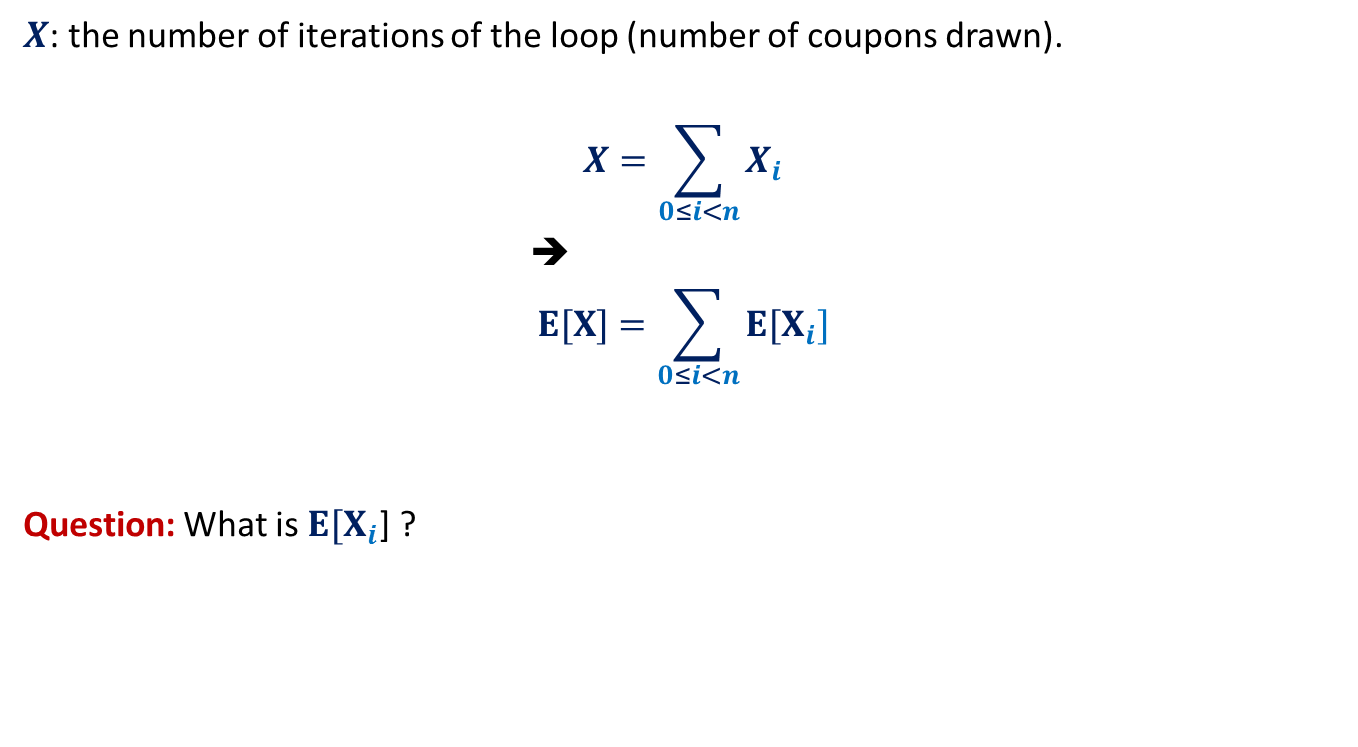 X: the number of iterations of the loop (number of coupons drawn).
X = ∑ Xᵢ
0≤i<n
➔
E[X] = ∑ E[Xᵢ]
0≤i<n
Question: What is E[Xᵢ] ?